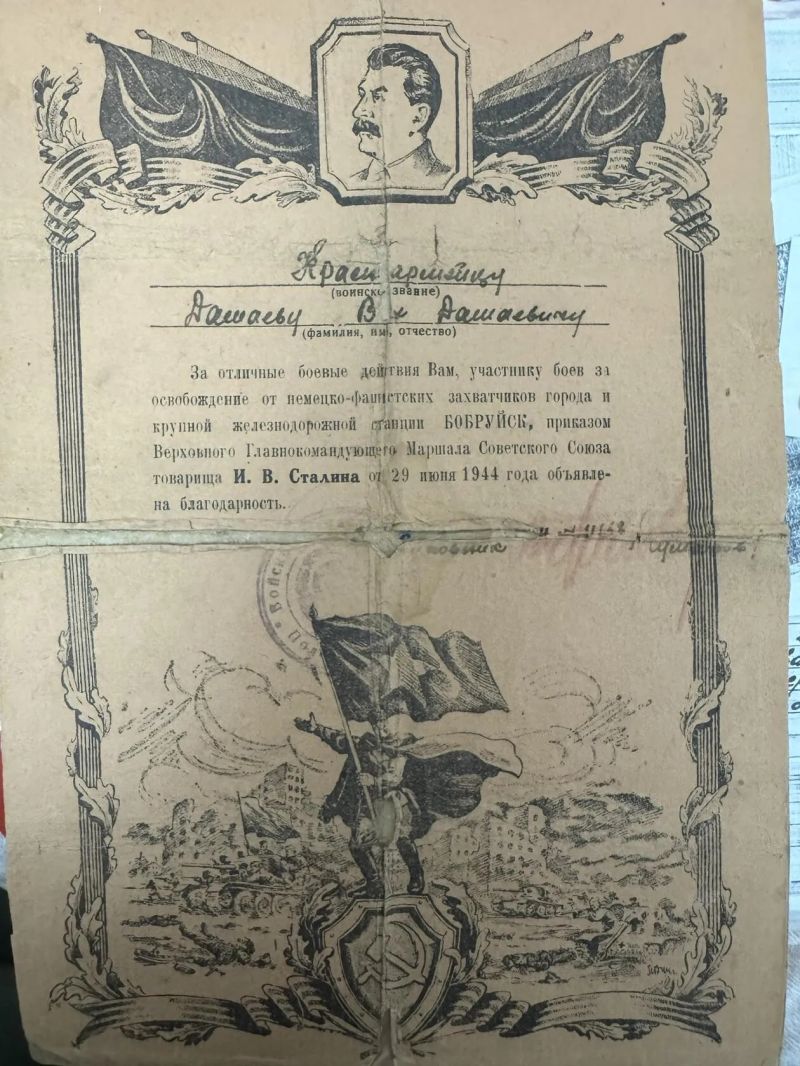 Красноармейцу
(воинское звание)
Дашаеву В Дашаевичу
(фамилия, имя, отчество)
За отличные боевые действия Вам, участнику боев за
освобождение от немецко-фашистских захватчиков города и
крупной железнодорожной станции БОБРУЙСК, приказом
Верховного Главнокомандующего Маршала Советского Союза
товарища И. В. Сталина от 29 июня 1944 года объявле-
на благодарность.